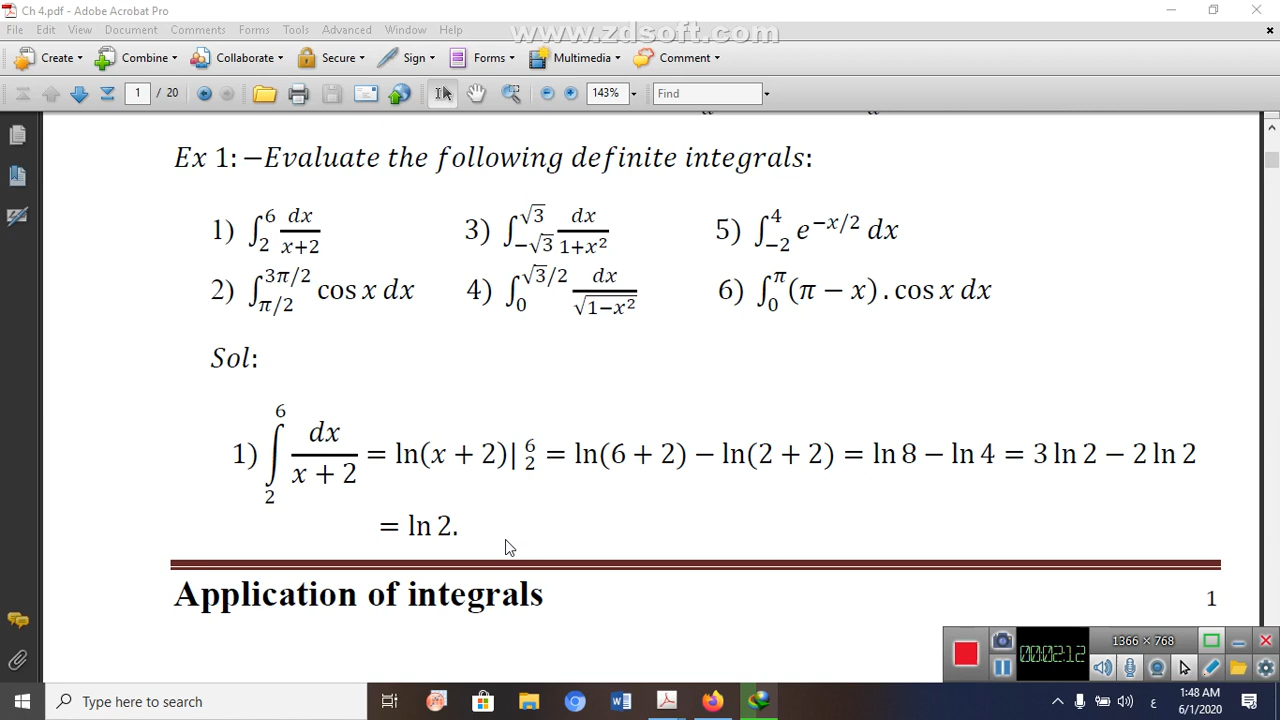 Ch 4.pdf - Adobe Acrobat Pro
File Edit View Document Comments Forms Tools Advanced Window Help
www.zdsoft.com
Create Combine Collaborate Secure Sign Forms Multimedia Comment
1 / 20 143% Find
Ex 1: −Evaluate the following definite integrals:
1) ∫_2^6 dx/(x+2) 3) ∫_{−√3}^{√3} dx/(1+x²) 5) ∫_{−2}^4 e^{−x/2} dx
2) ∫_{π/2}^{3π/2} cos x dx 4) ∫_0^{√3/2} dx/√(1−x²) 6) ∫_0^π (π − x) . cos x dx
Sol:
1) ∫_2^6 dx/(x + 2) = ln(x + 2)| _2^6 = ln(6 + 2) − ln(2 + 2) = ln 8 − ln 4 = 3 ln 2 − 2 ln 2
= ln 2.
Application of integrals 1
1366 × 768
00:02:12
Type here to search
ع
1:48 AM
6/1/2020